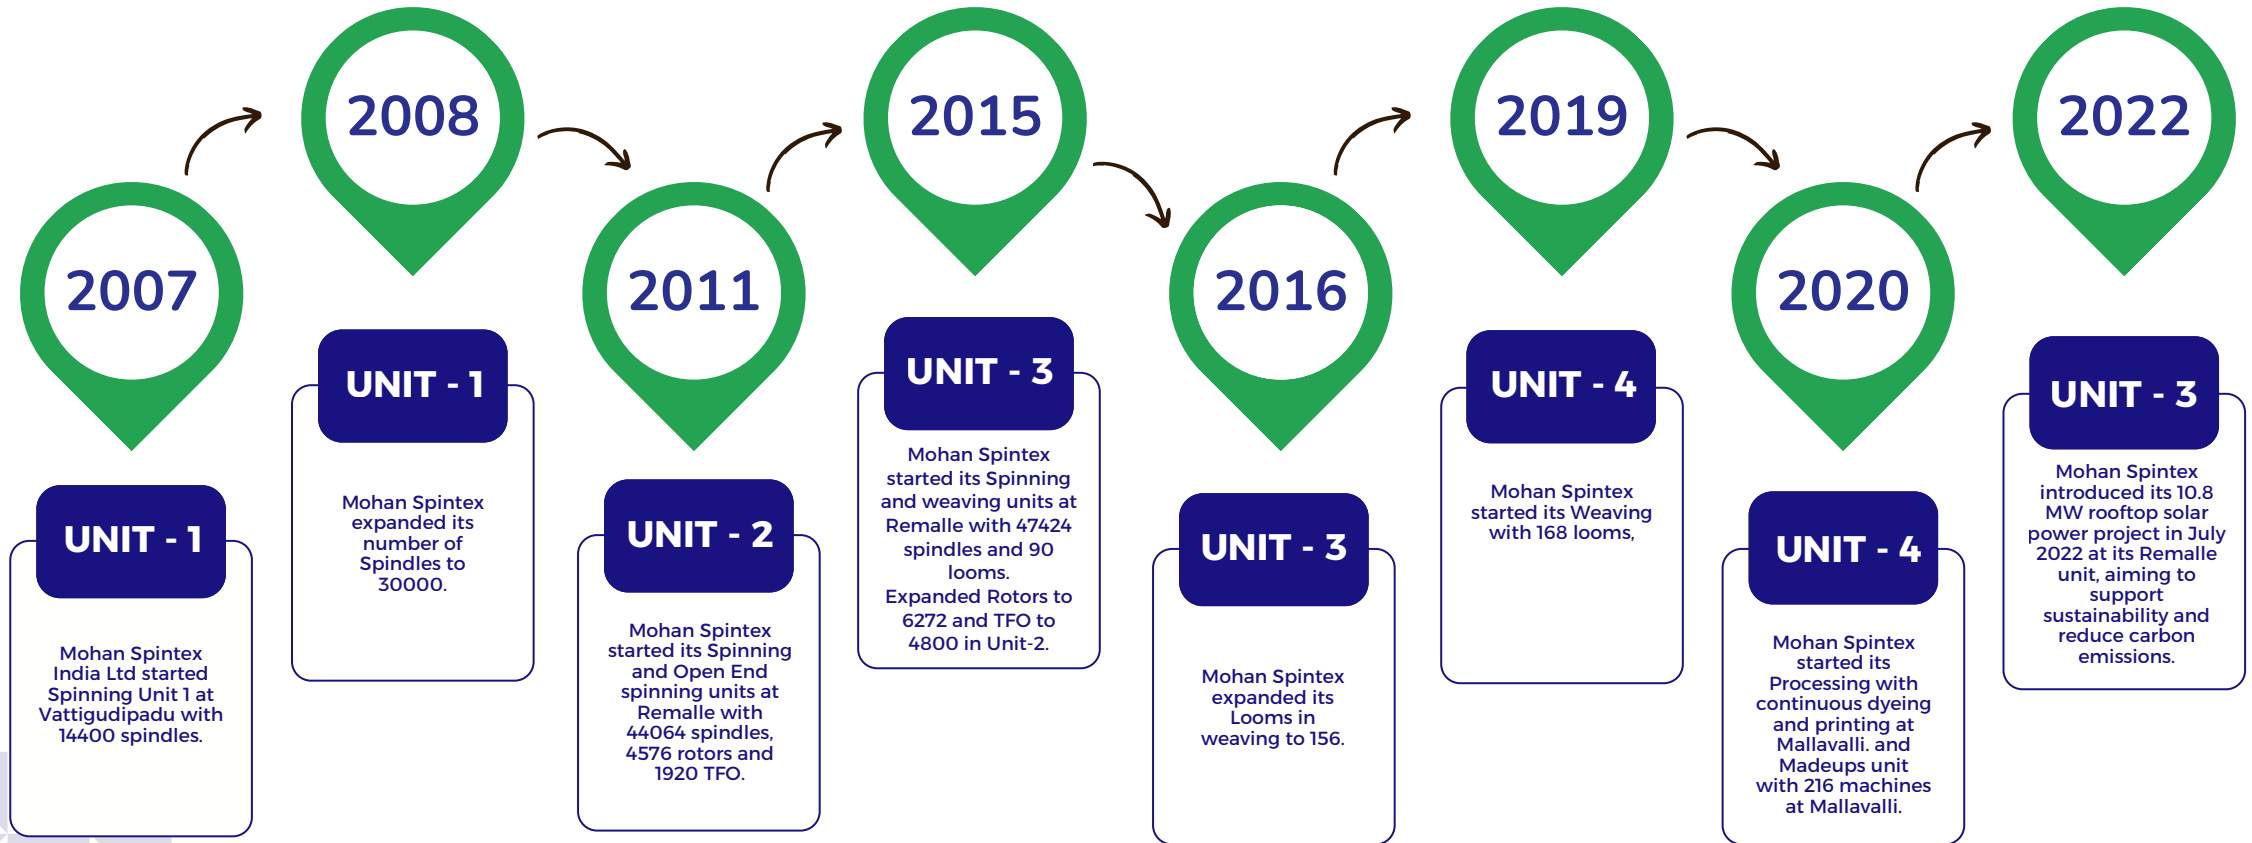 2007
UNIT - 1
Mohan Spintex
India Ltd started
Spinning Unit 1 at
Vattigudipadu with
14400 spindles.
2008
UNIT - 1
Mohan Spintex
expanded its
number of
Spindles to
30000.
2011
UNIT - 2
Mohan Spintex
started its Spinning
and Open End
spinning units at
Remalle with
44064 spindles,
4576 rotors and
1920 TFO.
2015
UNIT - 3
Mohan Spintex
started its Spinning
and weaving units at
Remalle with 47424
spindles and 90
looms.
Expanded Rotors to
6272 and TFO to
4800 in Unit-2.
2016
UNIT - 3
Mohan Spintex
expanded its
Looms in
weaving to 156.
2019
UNIT - 4
Mohan Spintex
started its Weaving
with 168 looms,
2020
UNIT - 4
Mohan Spintex
started its
Processing with
continuous dyeing
and printing at
Mallavalli. and
Madeups unit
with 216 machines
at Mallavalli.
2022
UNIT - 3
Mohan Spintex
introduced its 10.8
MW rooftop solar
power project in July
2022 at its Remalle
unit, aiming to
support
sustainability and
reduce carbon
emissions.